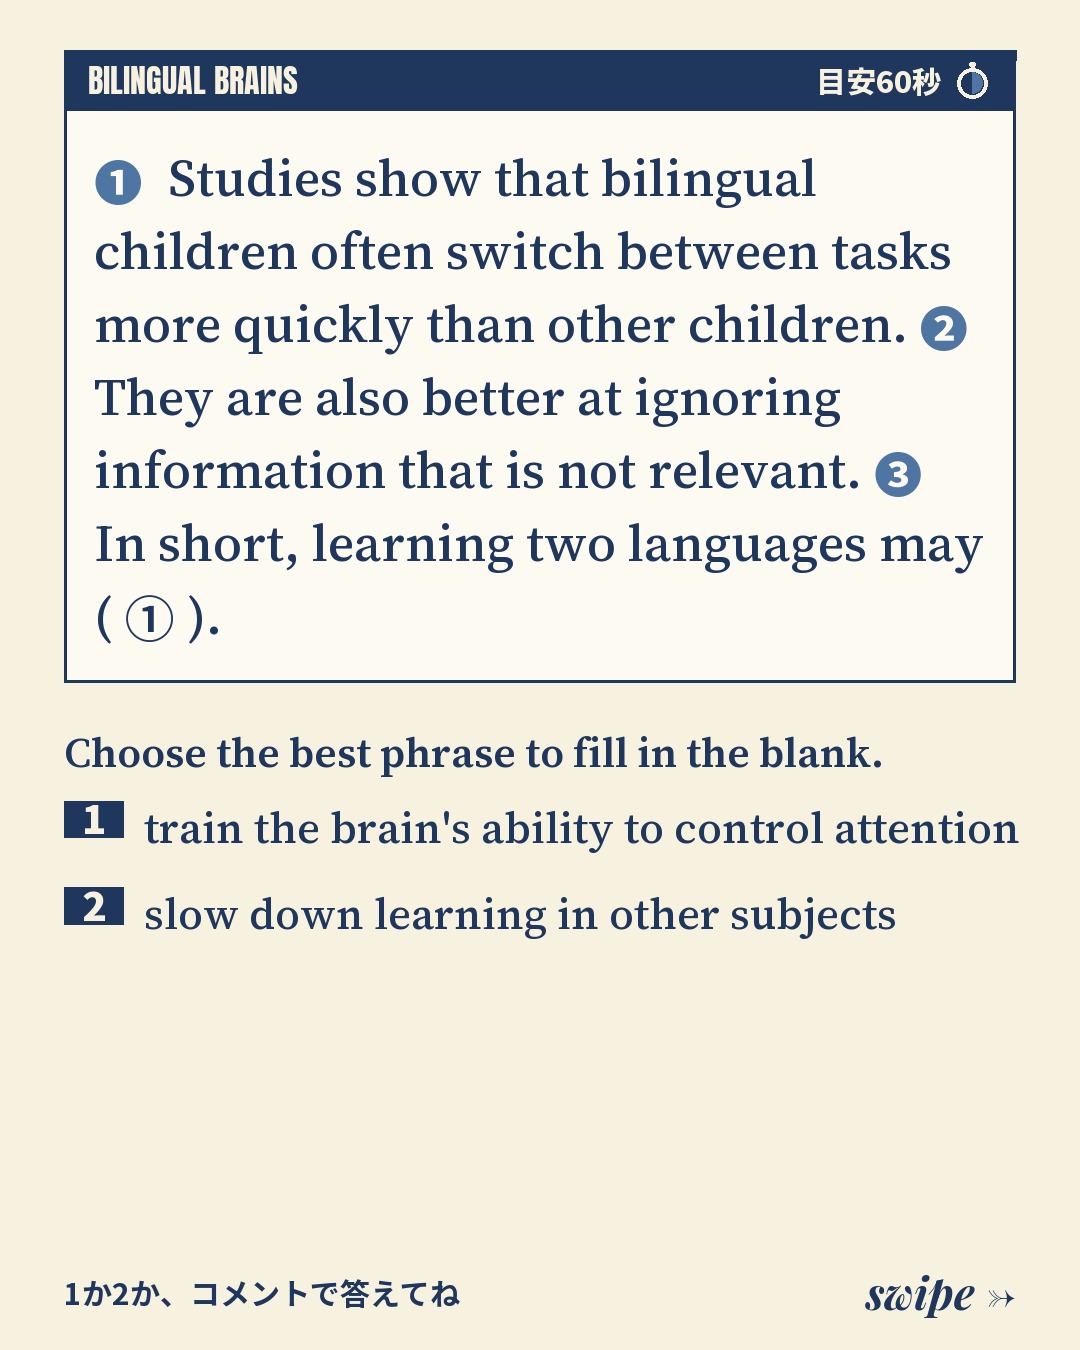 BILINGUAL BRAINS
目安60秒
❶ Studies show that bilingual
children often switch between tasks
more quickly than other children. ❷
They are also better at ignoring
information that is not relevant. ❸
In short, learning two languages may
( ① ).
Choose the best phrase to fill in the blank.
1 train the brain's ability to control attention
2 slow down learning in other subjects
1か2か、コメントで答えてね
swipe